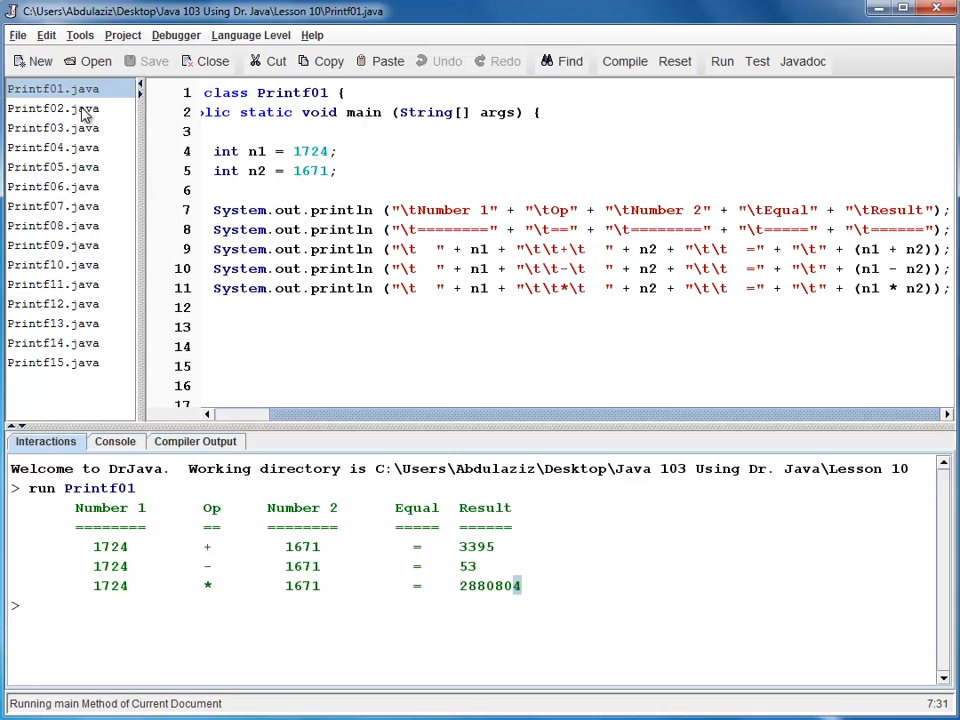 C:\Users\Abdulaziz\Desktop\Java 103 Using Dr. Java\Lesson 10\Printf01.java
File Edit Tools Project Debugger Language Level Help
New Open Save Close Cut Copy Paste Undo Redo Find Compile Reset Run Test Javadoc
Printf01.java
Printf02.java
Printf03.java
Printf04.java
Printf05.java
Printf06.java
Printf07.java
Printf08.java
Printf09.java
Printf10.java
Printf11.java
Printf12.java
Printf13.java
Printf14.java
Printf15.java
1 class Printf01 {
2 lic static void main (String[] args) {
3
4 int n1 = 1724;
5 int n2 = 1671;
6
7 System.out.println ("\tNumber 1" + "\tOp" + "\tNumber 2" + "\tEqual" + "\tResult");
8 System.out.println ("\t========" + "\t==" + "\t========" + "\t=====" + "\t======");
9 System.out.println ("\t  " + n1 + "\t\t+\t  " + n2 + "\t\t  =" + "\t" + (n1 + n2));
10 System.out.println ("\t  " + n1 + "\t\t-\t  " + n2 + "\t\t  =" + "\t" + (n1 - n2));
11 System.out.println ("\t  " + n1 + "\t\t*\t  " + n2 + "\t\t  =" + "\t" + (n1 * n2));
12
13
14
15
16
17
Interactions Console Compiler Output
Welcome to DrJava.  Working directory is C:\Users\Abdulaziz\Desktop\Java 103 Using Dr. Java\Lesson 10
> run Printf01
Number 1 Op Number 2 Equal Result
======== == ======== ===== ======
1724 + 1671 = 3395
1724 - 1671 = 53
1724 * 1671 = 2880804
>
Running main Method of Current Document 7:31